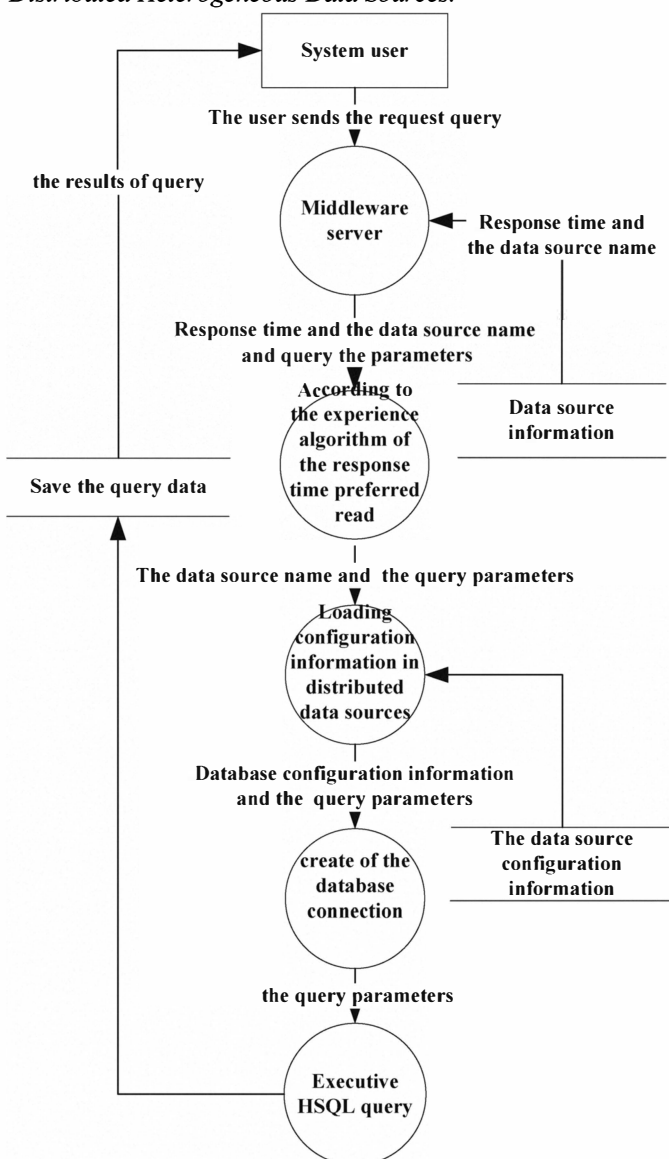 Distributed Heterogeneous Data Sources.
System user
The user sends the request query
the results of query
Middleware
server
Response time and
the data source name
Response time and the data source name
and query the parameters
According to
the experience
algorithm of
the response
time preferred
read
Data source
information
Save the query data
The data source name and the query parameters
Loading
configuration
information in
distributed
data sources
Database configuration information
and the query parameters
The data source
configuration
information
create of the
database
connection
the query parameters
Executive
HSQL query